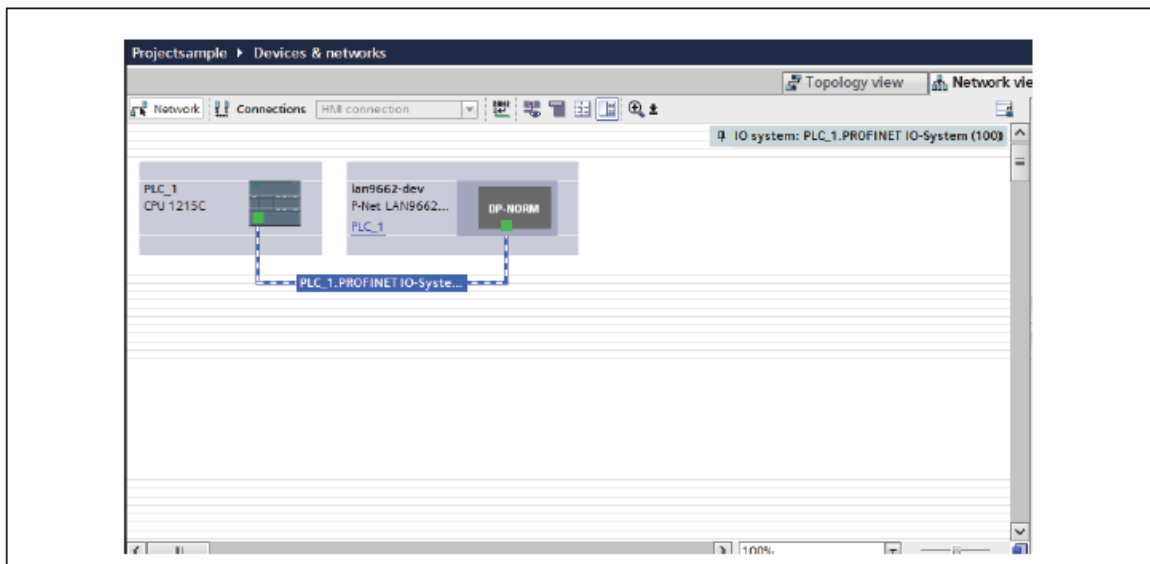 Projectsample ▸ Devices & networks
Topology view
Network vie
Network
Connections
HMI connection
IO system: PLC_1.PROFINET IO-System (100)
PLC_1
CPU 1215C
lan9662-dev
P-Net LAN9662...
PLC_1
DP-NORM
PLC_1.PROFINET IO-Syste...
100%